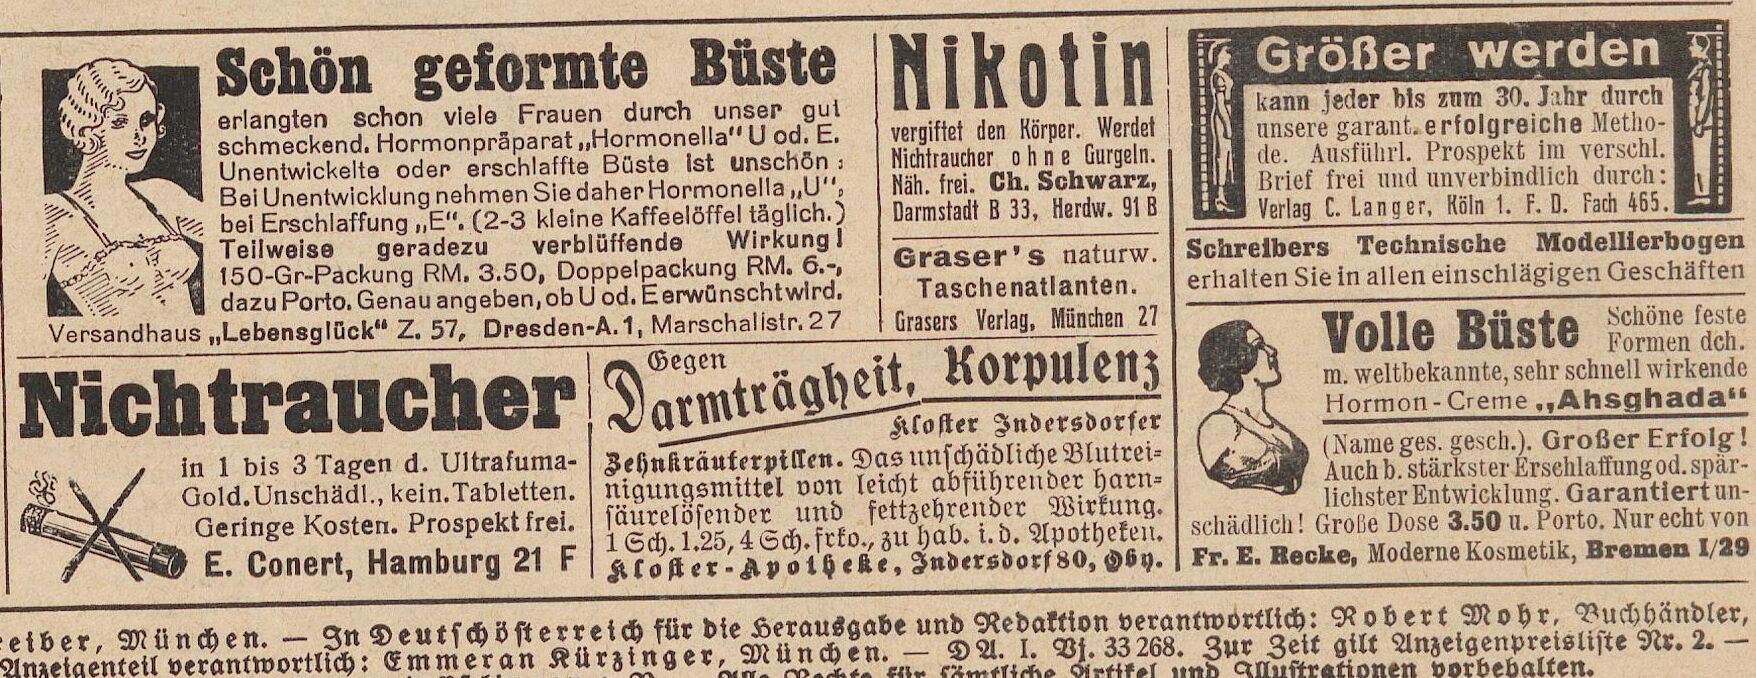 Schön geformte Büste
erlangten schon viele Frauen durch unser gut
schmeckend. Hormonpräparat „Hormonella" U od. E.
Unentwickelte oder erschlaffte Büste ist unschön:
Bei Unentwicklung nehmen Sie daher Hormonella „U",
bei Erschlaffung „E". (2-3 kleine Kaffeelöffel täglich.)
Teilweise geradezu verblüffende Wirkung!
150-Gr-Packung RM. 3.50, Doppelpackung RM. 6.-,
dazu Porto. Genau angeben, ob U od. E erwünscht wird.
Versandhaus „Lebensglück" Z. 57, Dresden-A. 1, Marschallstr. 27
Nikotin
vergiftet den Körper. Werdet
Nichtraucher ohne Gurgeln.
Näh. frei. Ch. Schwarz,
Darmstadt B 33, Herdw. 91 B
Graser's naturw.
Taschenatlanten.
Grasers Verlag, München 27
Größer werden
kann jeder bis zum 30. Jahr durch
unsere garant. erfolgreiche Metho-
de. Ausführl. Prospekt im verschl.
Brief frei und unverbindlich durch:
Verlag C. Langer, Köln 1. F. D. Fach 465.
Schreibers Technische Modellierbogen
erhalten Sie in allen einschlägigen Geschäften
Nichtraucher
in 1 bis 3 Tagen d. Ultrafuma-
Gold. Unschädl., kein. Tabletten.
Geringe Kosten. Prospekt frei.
E. Conert, Hamburg 21 F
Gegen
Darmträgheit, Korpulenz
Kloster Indersdorfer
Zehnkräuterpillen. Das unschädliche Blutrei-
nigungsmittel von leicht abführender harn-
säurelösender und fettzehrender Wirkung.
1 Sch. 1.25, 4 Sch. frko., zu hab. i. d. Apotheken.
Kloster-Apotheke, Indersdorf 80, Oby.
Volle Büste
Schöne feste
Formen dch.
m. weltbekannte, sehr schnell wirkende
Hormon-Creme „Ahsghada"
(Name ges. gesch.). Großer Erfolg!
Auch b. stärkster Erschlaffung od. spär-
lichster Entwicklung. Garantiert un-
schädlich! Große Dose 3.50 u. Porto. Nur echt von
Fr. E. Recke, Moderne Kosmetik, Bremen I/29
reiber, München. — In Deutschösterreich für die Herausgabe und Redaktion verantwortlich: Robert Mohr, Buchhändler,
Anzeigenteil verantwortlich: Emmeran Kürzinger, München. — DA. I. Vj. 33 268. Zur Zeit gilt Anzeigenpreisliste Nr. 2. —
Alle Rechte für sämtliche Artikel und Illustrationen vorbehalten.